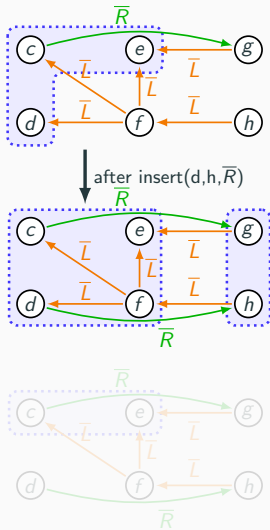 R̅
c e g
L̅ L̅
L̅ L̅ L̅
d f h
after insert(d,h,R̅)
R̅
c e g
L̅ L̅
L̅ L̅ L̅
d f h
R̅
R̅
c e g
L̅ L̅
L̅ L̅ L̅
d f h
R̅